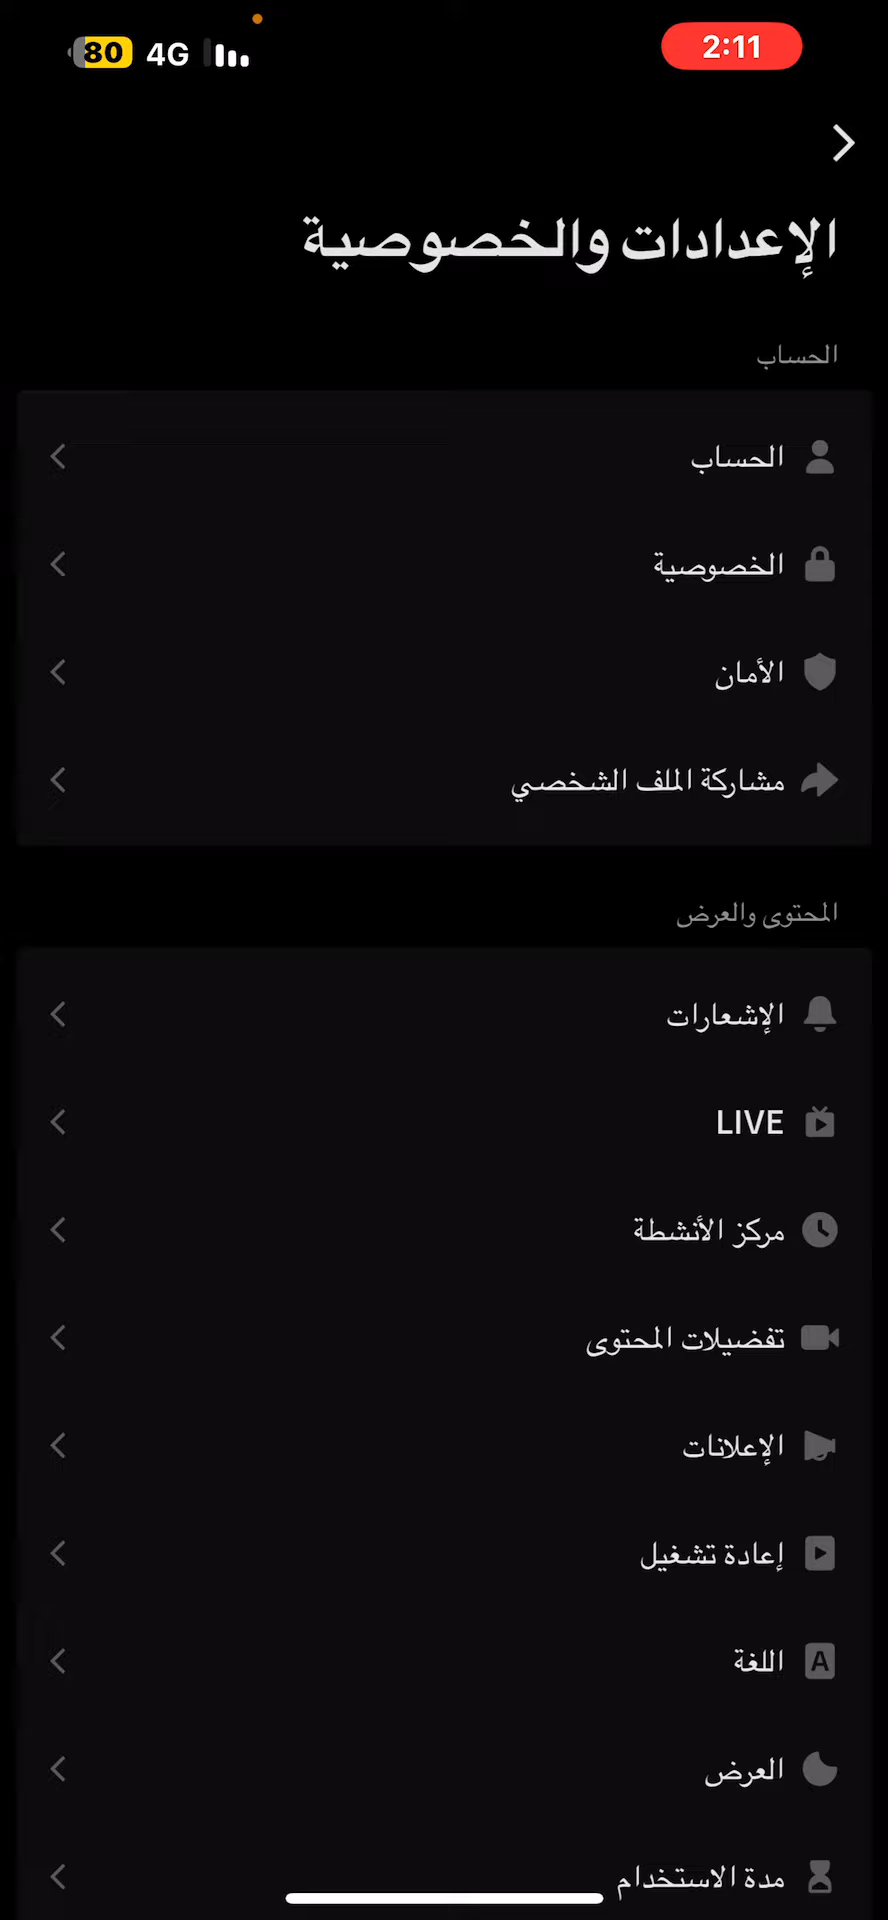 80 4G 2:11
الإعدادات والخصوصية
الحساب
الحساب
الخصوصية
الأمان
مشاركة الملف الشخصي
المحتوى والعرض
الإشعارات
LIVE
مركز الأنشطة
تفضيلات المحتوى
الإعلانات
إعادة تشغيل
اللغة
العرض
مدة الاستخدام